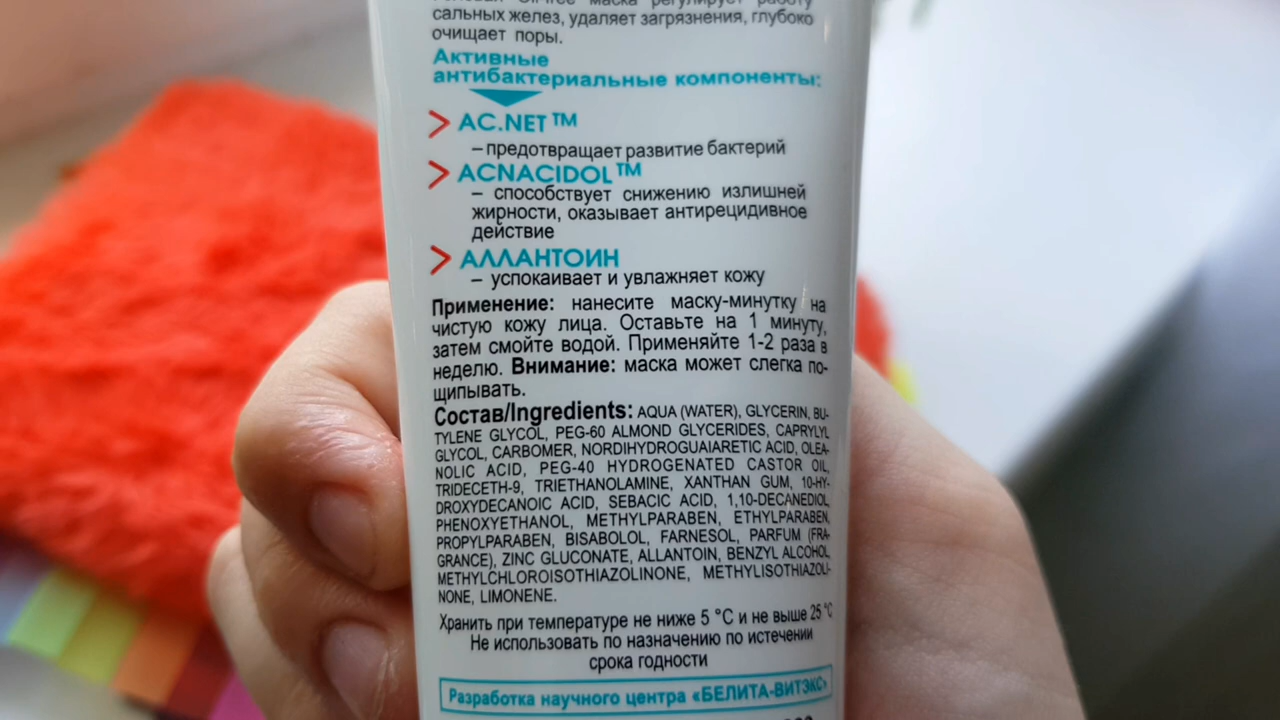 Oil-free маска регулирует работу
сальных желез, удаляет загрязнения, глубоко
очищает поры.
Активные
антибактериальные компоненты:
AC.NET™
– предотвращает развитие бактерий
ACNACIDOL™
– способствует снижению излишней
жирности, оказывает антирецидивное
действие
АЛЛАНТОИН
– успокаивает и увлажняет кожу
Применение: нанесите маску-минутку на
чистую кожу лица. Оставьте на 1 минуту,
затем смойте водой. Применяйте 1-2 раза в
неделю. Внимание: маска может слегка по-
щипывать.
Состав/Ingredients: AQUA (WATER), GLYCERIN, BU-
TYLENE GLYCOL, PEG-60 ALMOND GLYCERIDES, CAPRYLYL
GLYCOL, CARBOMER, NORDIHYDROGUAIARETIC ACID, OLEA-
NOLIC ACID, PEG-40 HYDROGENATED CASTOR OIL,
TRIDECETH-9, TRIETHANOLAMINE, XANTHAN GUM, 10-HY-
DROXYDECANOIC ACID, SEBACIC ACID, 1,10-DECANEDIOL,
PHENOXYETHANOL, METHYLPARABEN, ETHYLPARABEN,
PROPYLPARABEN, BISABOLOL, FARNESOL, PARFUM (FRA-
GRANCE), ZINC GLUCONATE, ALLANTOIN, BENZYL ALCOHOL,
METHYLCHLOROISOTHIAZOLINONE, METHYLISOTHIAZOLI-
NONE, LIMONENE.
Хранить при температуре не ниже 5 °C и не выше 25 °C
Не использовать по назначению по истечении
срока годности
Разработка научного центра «БЕЛИТА-ВИТЭКС»